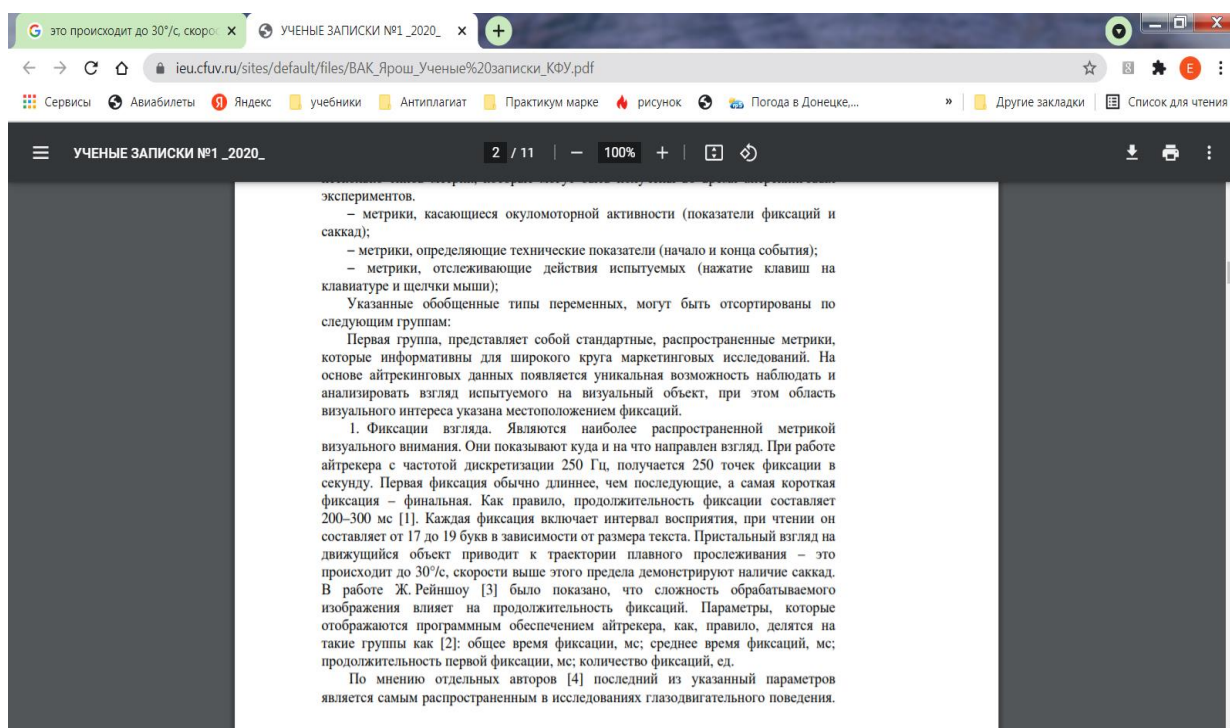 это происходит до 30°/с, скорос
УЧЕНЫЕ ЗАПИСКИ №1 _2020_
ieu.cfuv.ru/sites/default/files/ВАК_Ярош_Ученые%20записки_КФУ.pdf
Сервисы Авиабилеты Яндекс учебники Антиплагиат Практикум марке рисунок Погода в Донецке,... » Другие закладки Список для чтения
УЧЕНЫЕ ЗАПИСКИ №1 _2020_ 2 / 11 100%
экспериментов.
– метрики, касающиеся окуломоторной активности (показатели фиксаций и
саккад);
– метрики, определяющие технические показатели (начало и конца события);
– метрики, отслеживающие действия испытуемых (нажатие клавиш на
клавиатуре и щелчки мыши);
Указанные обобщенные типы переменных, могут быть отсортированы по
следующим группам:
Первая группа, представляет собой стандартные, распространенные метрики,
которые информативны для широкого круга маркетинговых исследований. На
основе айтрекинговых данных появляется уникальная возможность наблюдать и
анализировать взгляд испытуемого на визуальный объект, при этом область
визуального интереса указана местоположением фиксаций.
1. Фиксации взгляда. Являются наиболее распространенной метрикой
визуального внимания. Они показывают куда и на что направлен взгляд. При работе
айтрекера с частотой дискретизации 250 Гц, получается 250 точек фиксации в
секунду. Первая фиксация обычно длиннее, чем последующие, а самая короткая
фиксация – финальная. Как правило, продолжительность фиксации составляет
200–300 мс [1]. Каждая фиксация включает интервал восприятия, при чтении он
составляет от 17 до 19 букв в зависимости от размера текста. Пристальный взгляд на
движущийся объект приводит к траектории плавного прослеживания – это
происходит до 30°/с, скорости выше этого предела демонстрируют наличие саккад.
В работе Ж. Рейншоу [3] было показано, что сложность обрабатываемого
изображения влияет на продолжительность фиксаций. Параметры, которые
отображаются программным обеспечением айтрекера, как, правило, делятся на
такие группы как [2]: общее время фиксации, мс; среднее время фиксаций, мс;
продолжительность первой фиксации, мс; количество фиксаций, ед.
По мнению отдельных авторов [4] последний из указанный параметров
является самым распространенным в исследованиях глазодвигательного поведения.